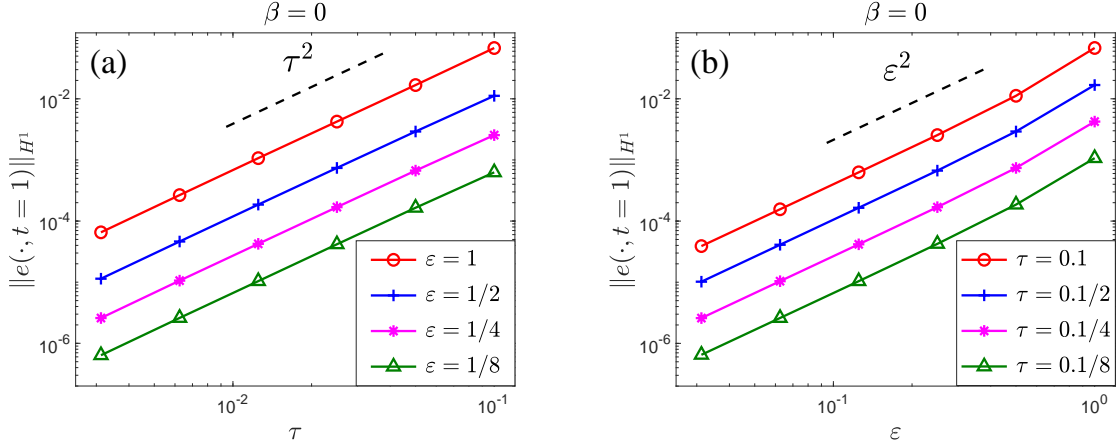 β = 0
(a)
τ²
‖e(·, t = 1)‖_{H¹}
10⁻²
10⁻⁴
10⁻⁶
ε = 1
ε = 1/2
ε = 1/4
ε = 1/8
10⁻²
10⁻¹
τ
β = 0
(b)
ε²
‖e(·, t = 1)‖_{H¹}
10⁻²
10⁻⁴
10⁻⁶
τ = 0.1
τ = 0.1/2
τ = 0.1/4
τ = 0.1/8
10⁻¹
10⁰
ε